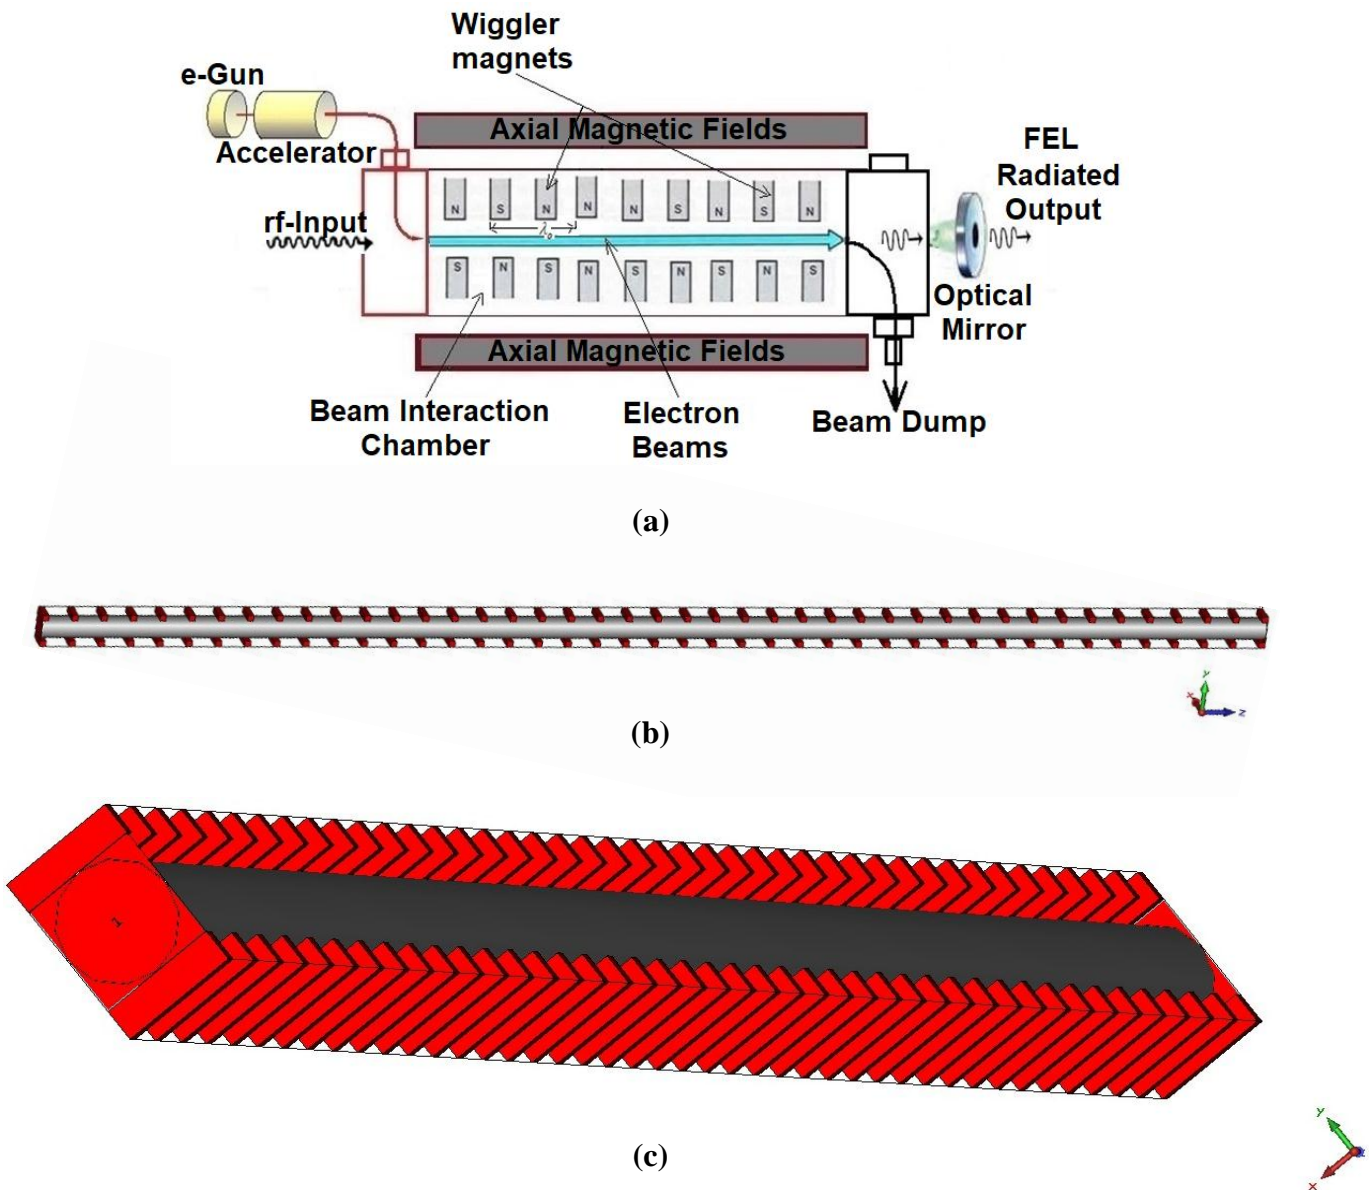 Wiggler
magnets
e-Gun
Accelerator
Axial Magnetic Fields
FEL
Radiated
Output
rf-Input
N S N N N S N S N
λ₀
S N S N S N S N S
Optical
Mirror
Axial Magnetic Fields
Beam Interaction
Chamber
Electron
Beams
Beam Dump
(a)
y
x
z
(b)
1
(c)
y
x